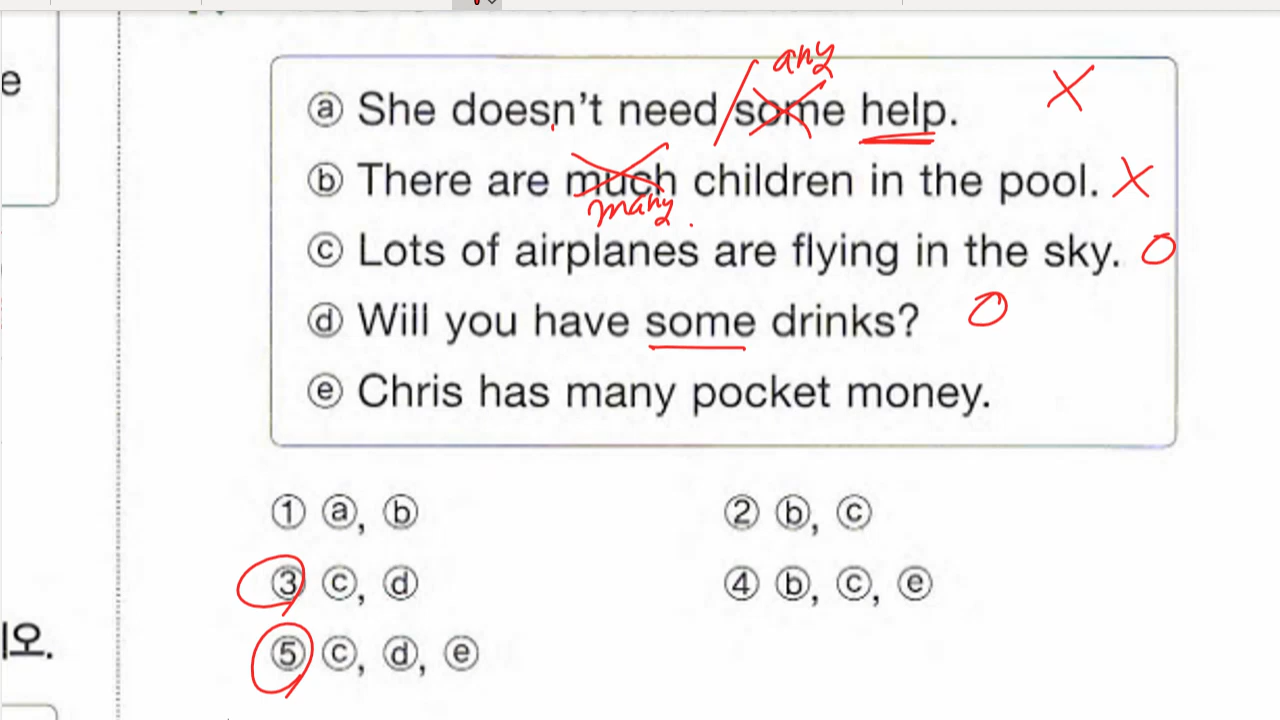 e
any
ⓐ She doesn't need some help.
ⓑ There are much children in the pool.
many
ⓒ Lots of airplanes are flying in the sky.
ⓓ Will you have some drinks?
ⓔ Chris has many pocket money.
① ⓐ, ⓑ
② ⓑ, ⓒ
③ ⓒ, ⓓ
④ ⓑ, ⓒ, ⓔ
⑤ ⓒ, ⓓ, ⓔ
오.